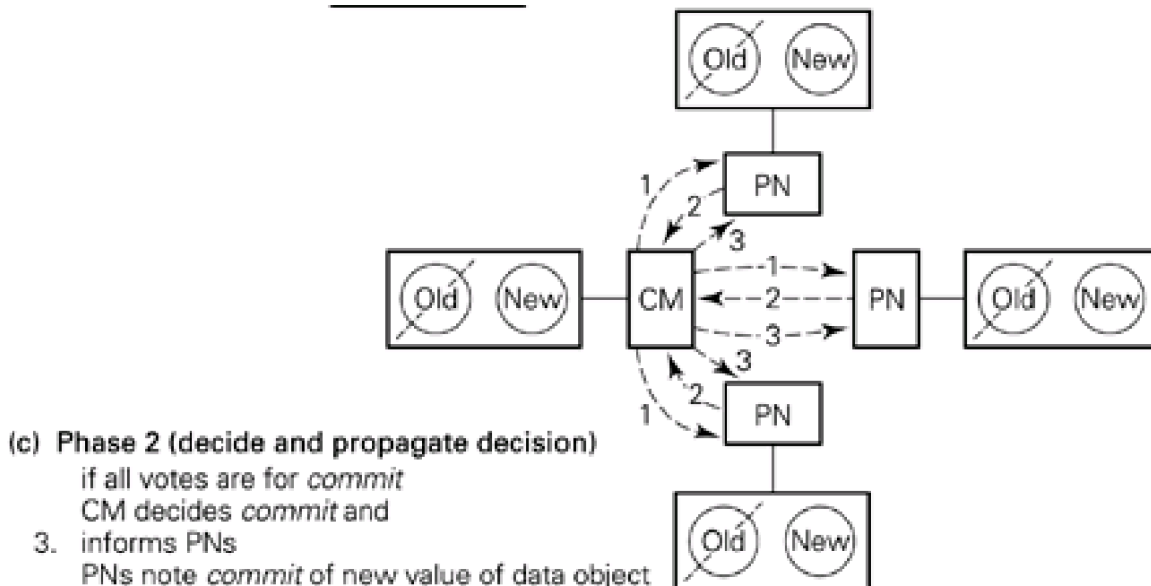 Old New
1 PN
2
3
1
Old New CM 2 PN Old New
3
3
2
1 PN
(c) Phase 2 (decide and propagate decision)
if all votes are for commit
CM decides commit and
3. informs PNs
Old New
PNs note commit of new value of data object